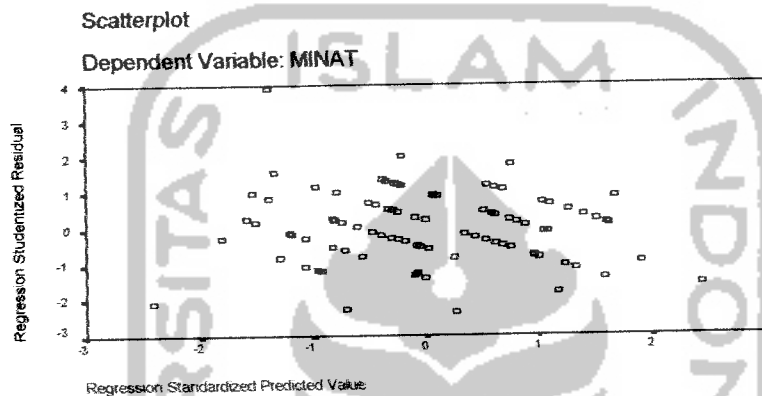 Scatterplot
Dependent Variable: MINAT
ISLAM
Regression Studentized Residual
4
3
2
1
0
-1
-2
-3
-3
-2
-1
0
1
2
Regression Standardized Predicted Value